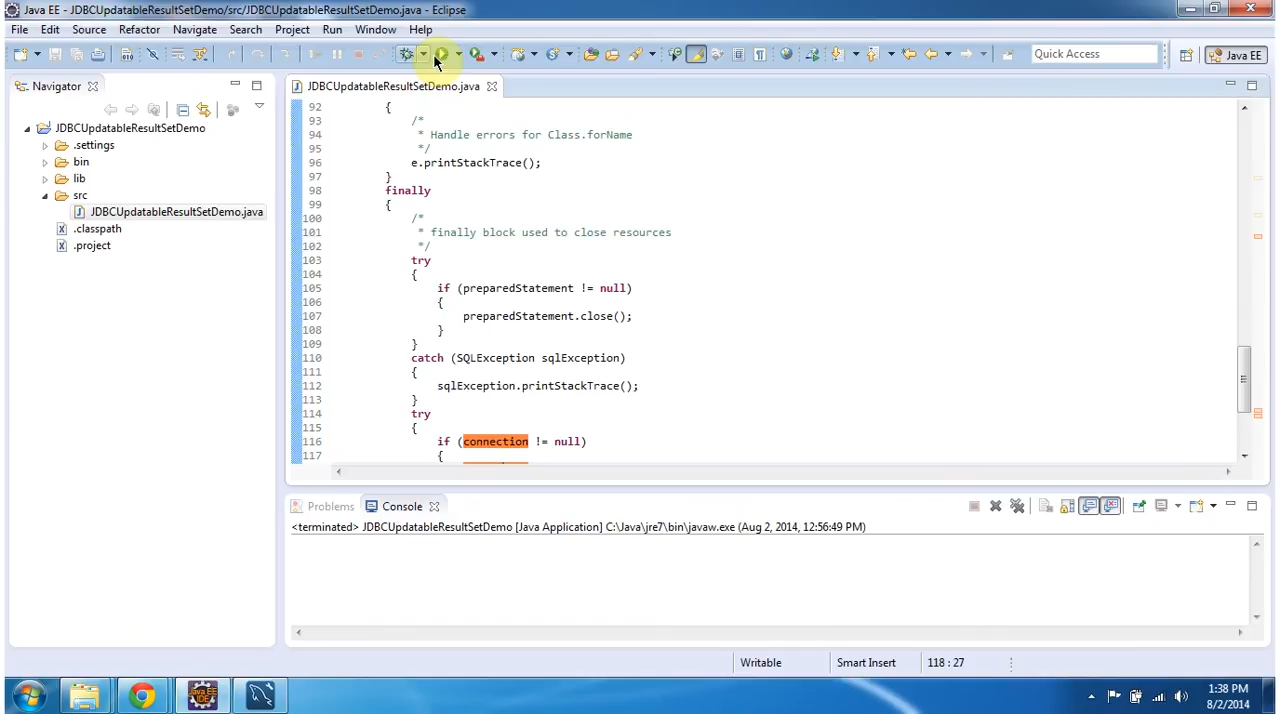 Java EE - JDBCUpdatableResultSetDemo/src/JDBCUpdatableResultSetDemo.java - Eclipse
File Edit Source Refactor Navigate Search Project Run Window Help
Quick Access
Java EE
Navigator
JDBCUpdatableResultSetDemo
.settings
bin
lib
src
JDBCUpdatableResultSetDemo.java
.classpath
.project
JDBCUpdatableResultSetDemo.java
92 {
93 /*
94 * Handle errors for Class.forName
95 */
96 e.printStackTrace();
97 }
98 finally
99 {
100 /*
101 * finally block used to close resources
102 */
103 try
104 {
105 if (preparedStatement != null)
106 {
107 preparedStatement.close();
108 }
109 }
110 catch (SQLException sqlException)
111 {
112 sqlException.printStackTrace();
113 }
114 try
115 {
116 if (connection != null)
117 {
Problems Console
<terminated> JDBCUpdatableResultSetDemo [Java Application] C:\Java\jre7\bin\javaw.exe (Aug 2, 2014, 12:56:49 PM)
Writable Smart Insert 118 : 27
Java EE
IDE
1:38 PM
8/2/2014